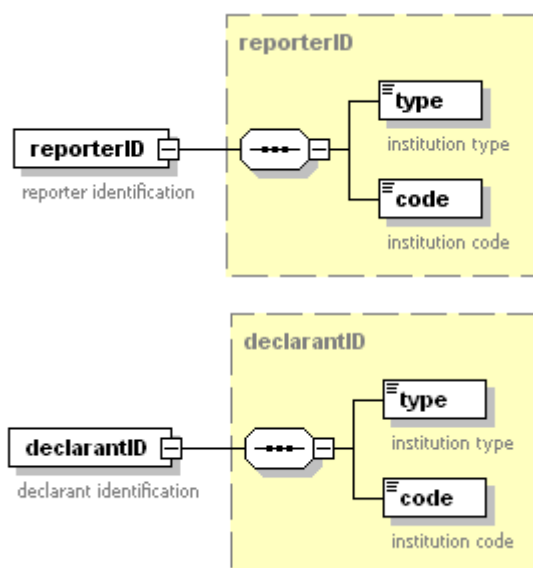 reporterID
type
institution type
reporterID
reporter identification
code
institution code
declarantID
type
institution type
declarantID
declarant identification
code
institution code